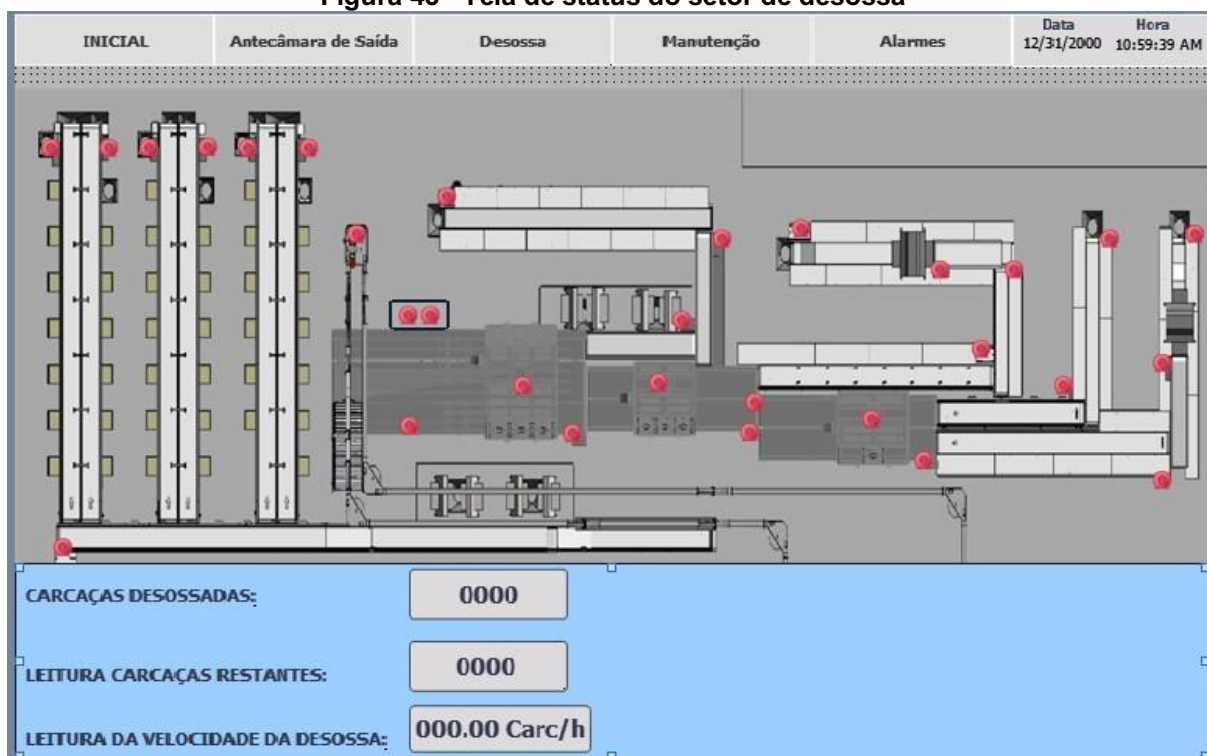 Figura 46 - Tela de status do setor de desossa
INICIAL Antecâmara de Saída Desossa Manutenção Alarmes Data Hora
12/31/2000 10:59:39 AM
CARCAÇAS DESOSSADAS: 0000
LEITURA CARCAÇAS RESTANTES: 0000
LEITURA DA VELOCIDADE DA DESOSSA: 000.00 Carc/h